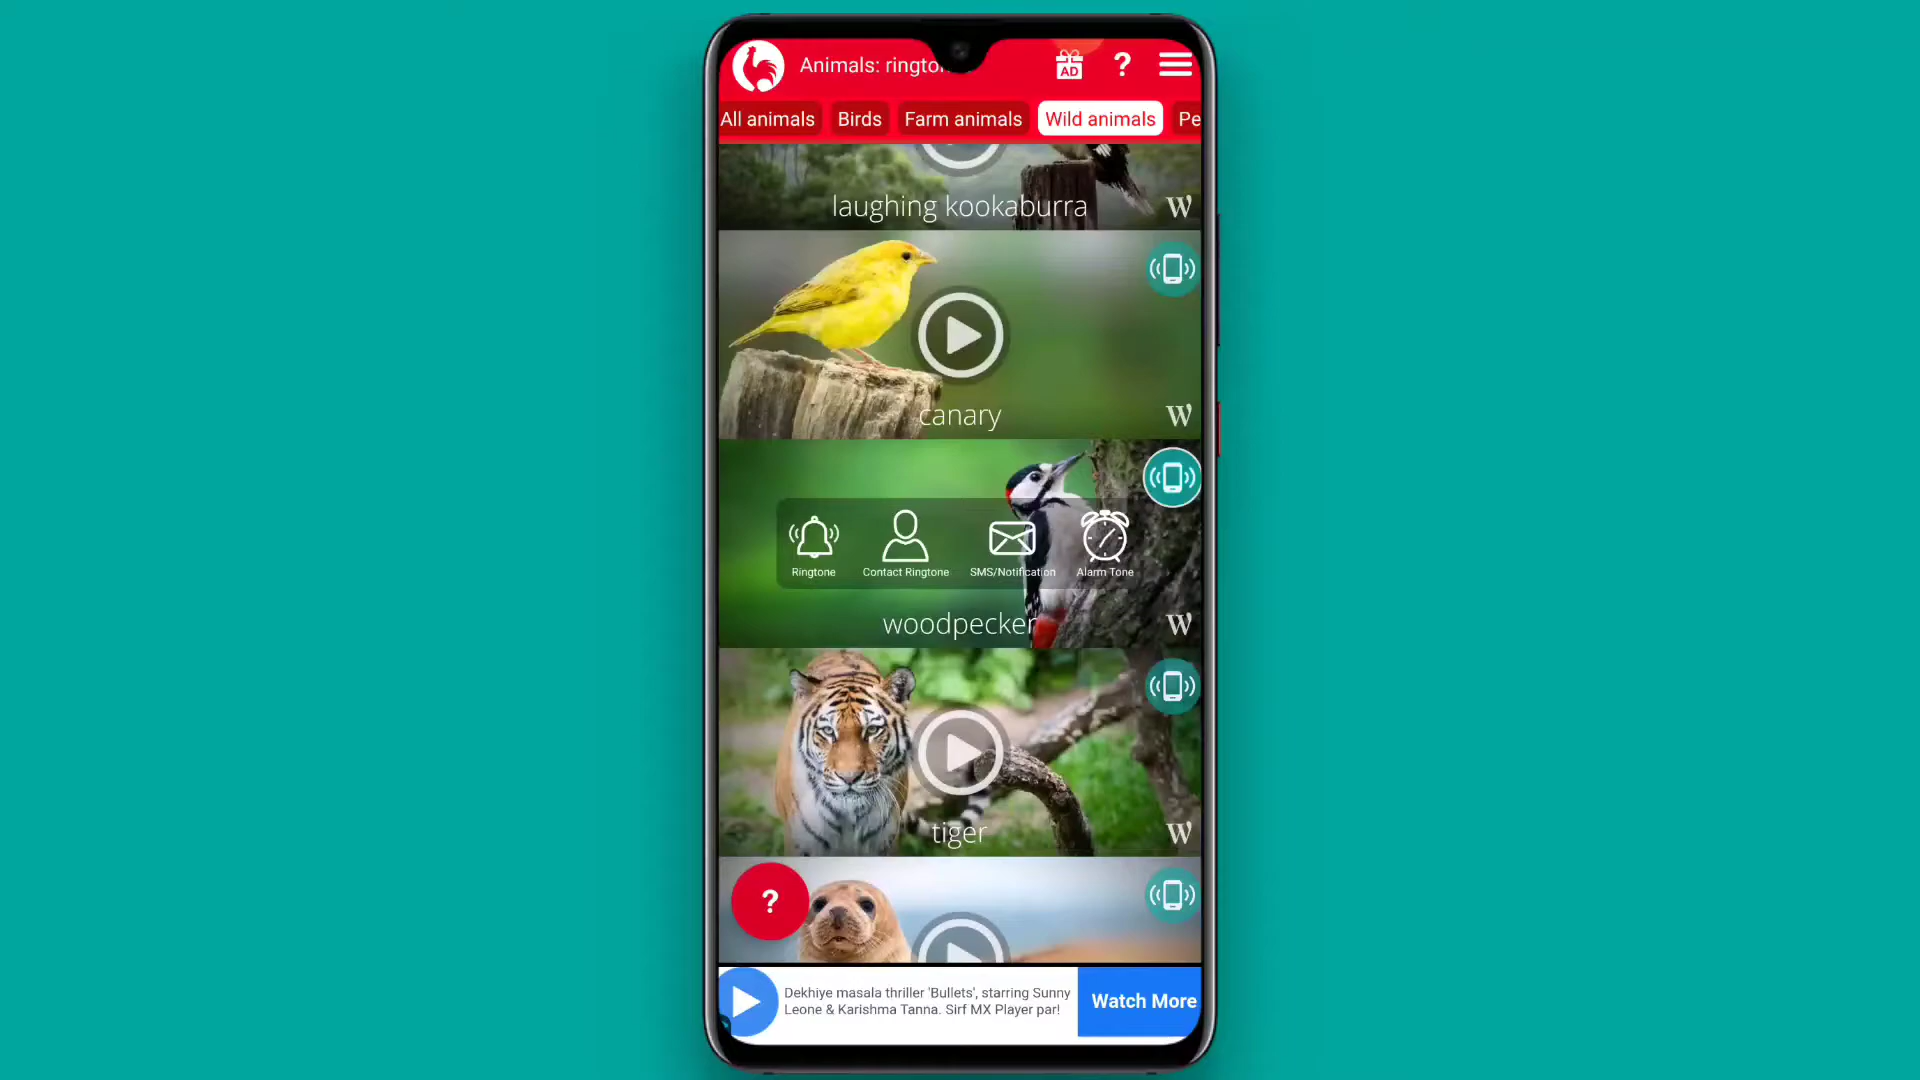 Animals: ringto
AD
?
All animals
Birds
Farm animals
Wild animals
Pe
laughing kookaburra
W
canary
W
Ringtone
Contact Ringtone
SMS/Notification
Alarm Tone
woodpecker
W
tiger
W
?
Dekhiye masala thriller 'Bullets', starring Sunny
Leone & Karishma Tanna. Sirf MX Player par!
Watch More